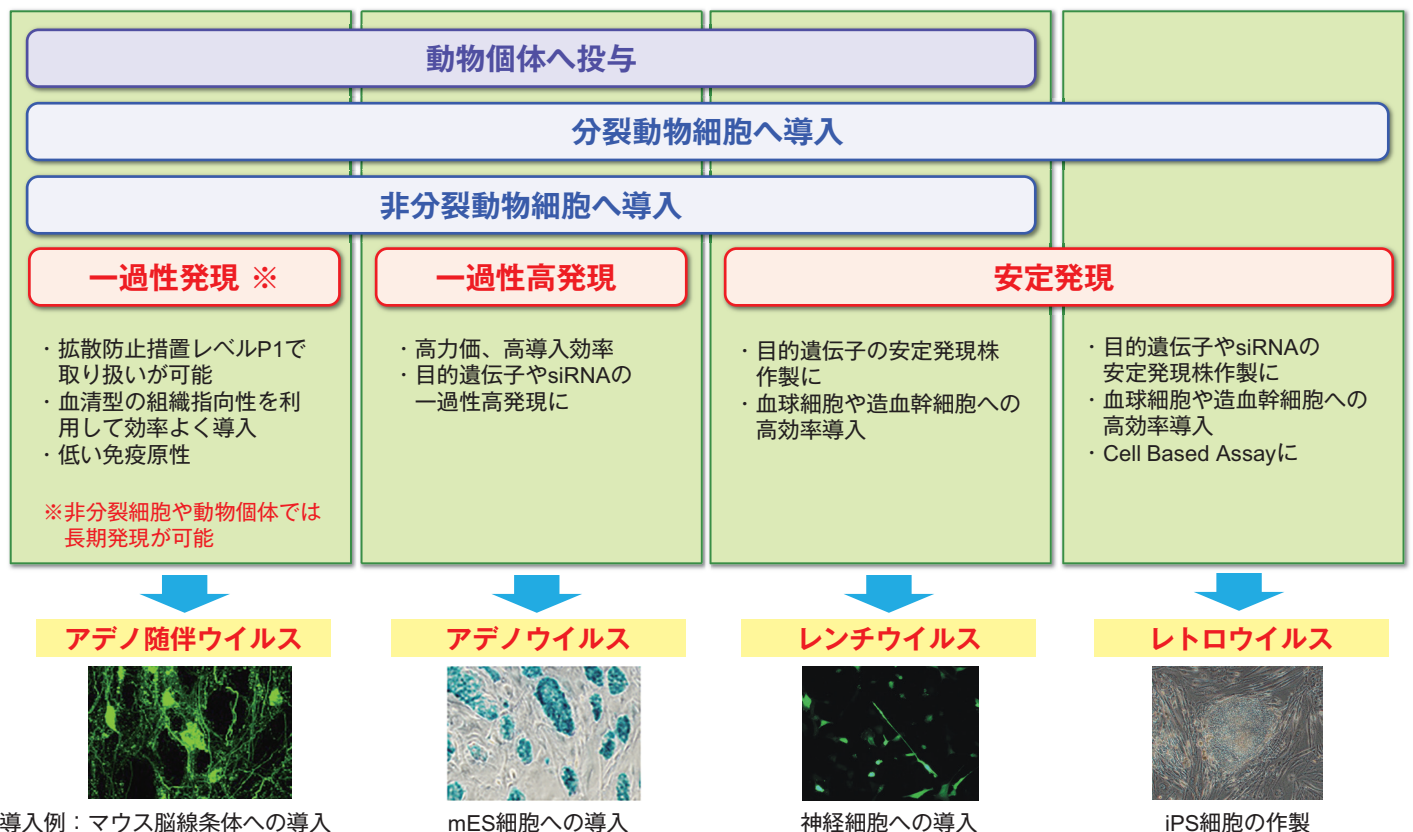 動物個体へ投与
分裂動物細胞へ導入
非分裂動物細胞へ導入
一過性発現 ※
一過性高発現
安定発現
・拡散防止措置レベルP1で
取り扱いが可能
・血清型の組織指向性を利
用して効率よく導入
・低い免疫原性
※非分裂細胞や動物個体では
長期発現が可能
・高力価、高導入効率
・目的遺伝子やsiRNAの
一過性高発現に
・目的遺伝子の安定発現株
作製に
・血球細胞や造血幹細胞への
高効率導入
・目的遺伝子やsiRNAの
安定発現株作製に
・血球細胞や造血幹細胞への
高効率導入
・Cell Based Assayに
アデノ随伴ウイルス
アデノウイルス
レンチウイルス
レトロウイルス
導入例：マウス脳線条体への導入
mES細胞への導入
神経細胞への導入
iPS細胞の作製